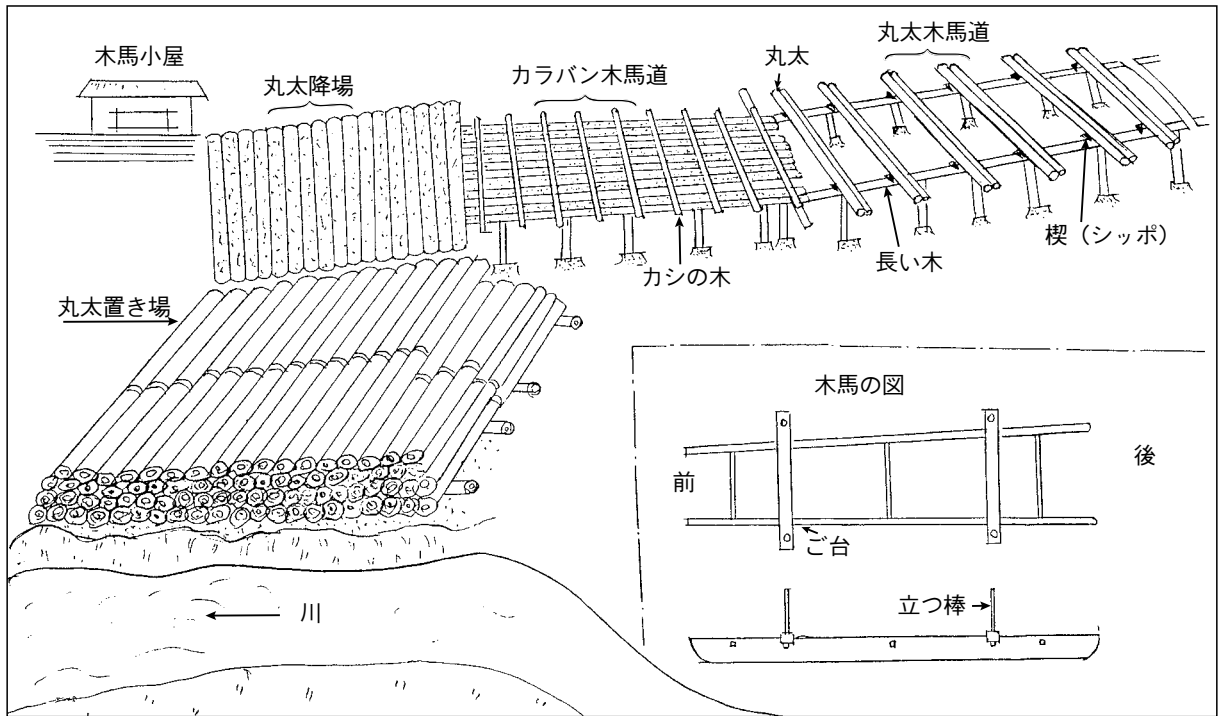 木馬小屋
丸太降場
カラバン木馬道
丸太
丸太木馬道
楔（シッポ）
長い木
カシの木
丸太置き場
木馬の図
前
後
ご台
立つ棒
川